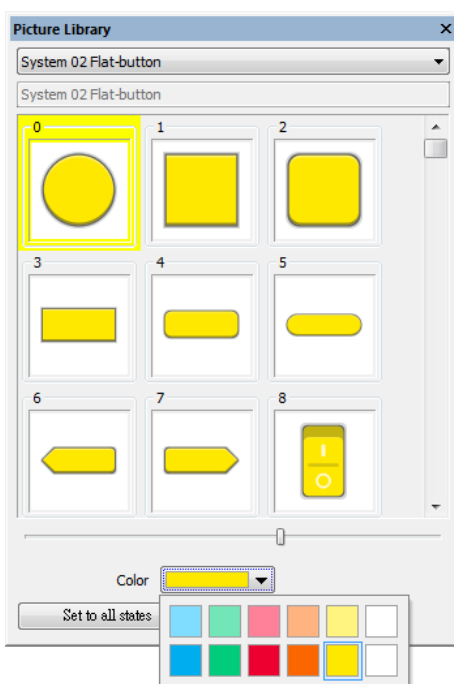 Picture Library
System 02 Flat-button
System 02 Flat-button
0 1 2
3 4 5
6 7 8
Color
Set to all states